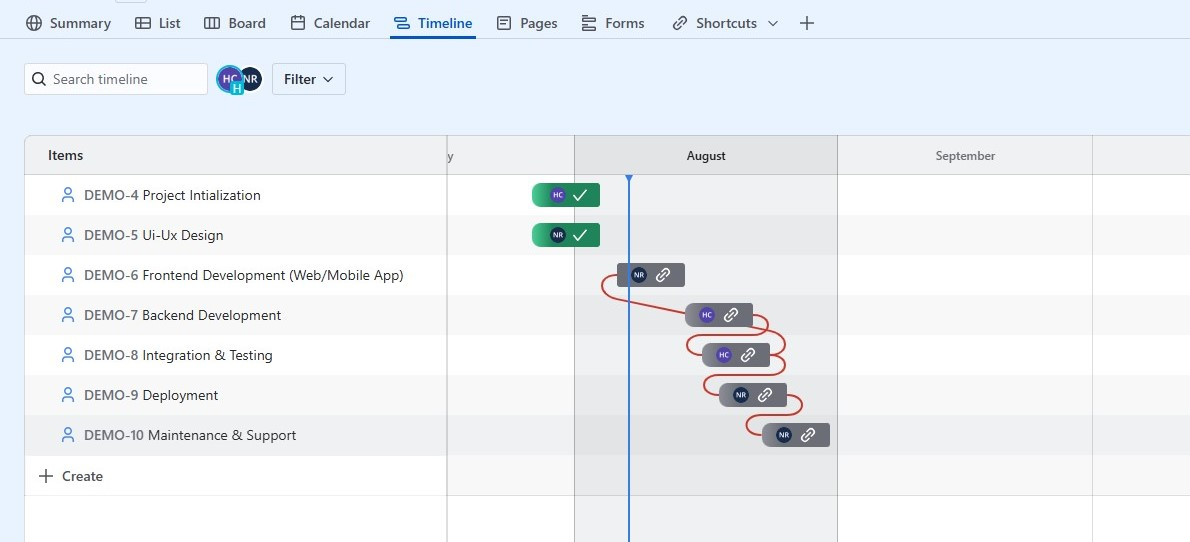 Summary List Board Calendar Timeline Pages Forms Shortcuts
Search timeline HC H NR Filter
Items y August September
DEMO-4 Project Intialization HC
DEMO-5 Ui-Ux Design NR
DEMO-6 Frontend Development (Web/Mobile App) NR
DEMO-7 Backend Development HC
DEMO-8 Integration & Testing HC
DEMO-9 Deployment NR
DEMO-10 Maintenance & Support NR
Create